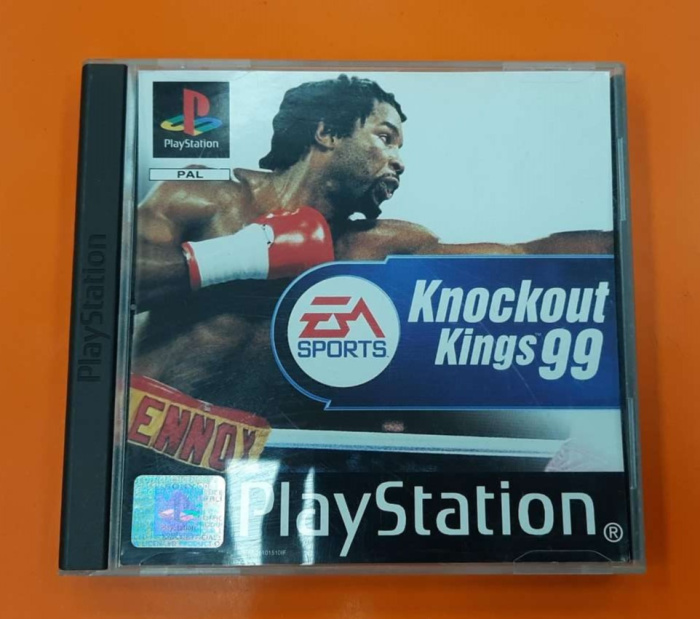 PlayStation
PAL
PlayStation
EA
SPORTS
Knockout
Kings 99
ENNOX
PlayStation®